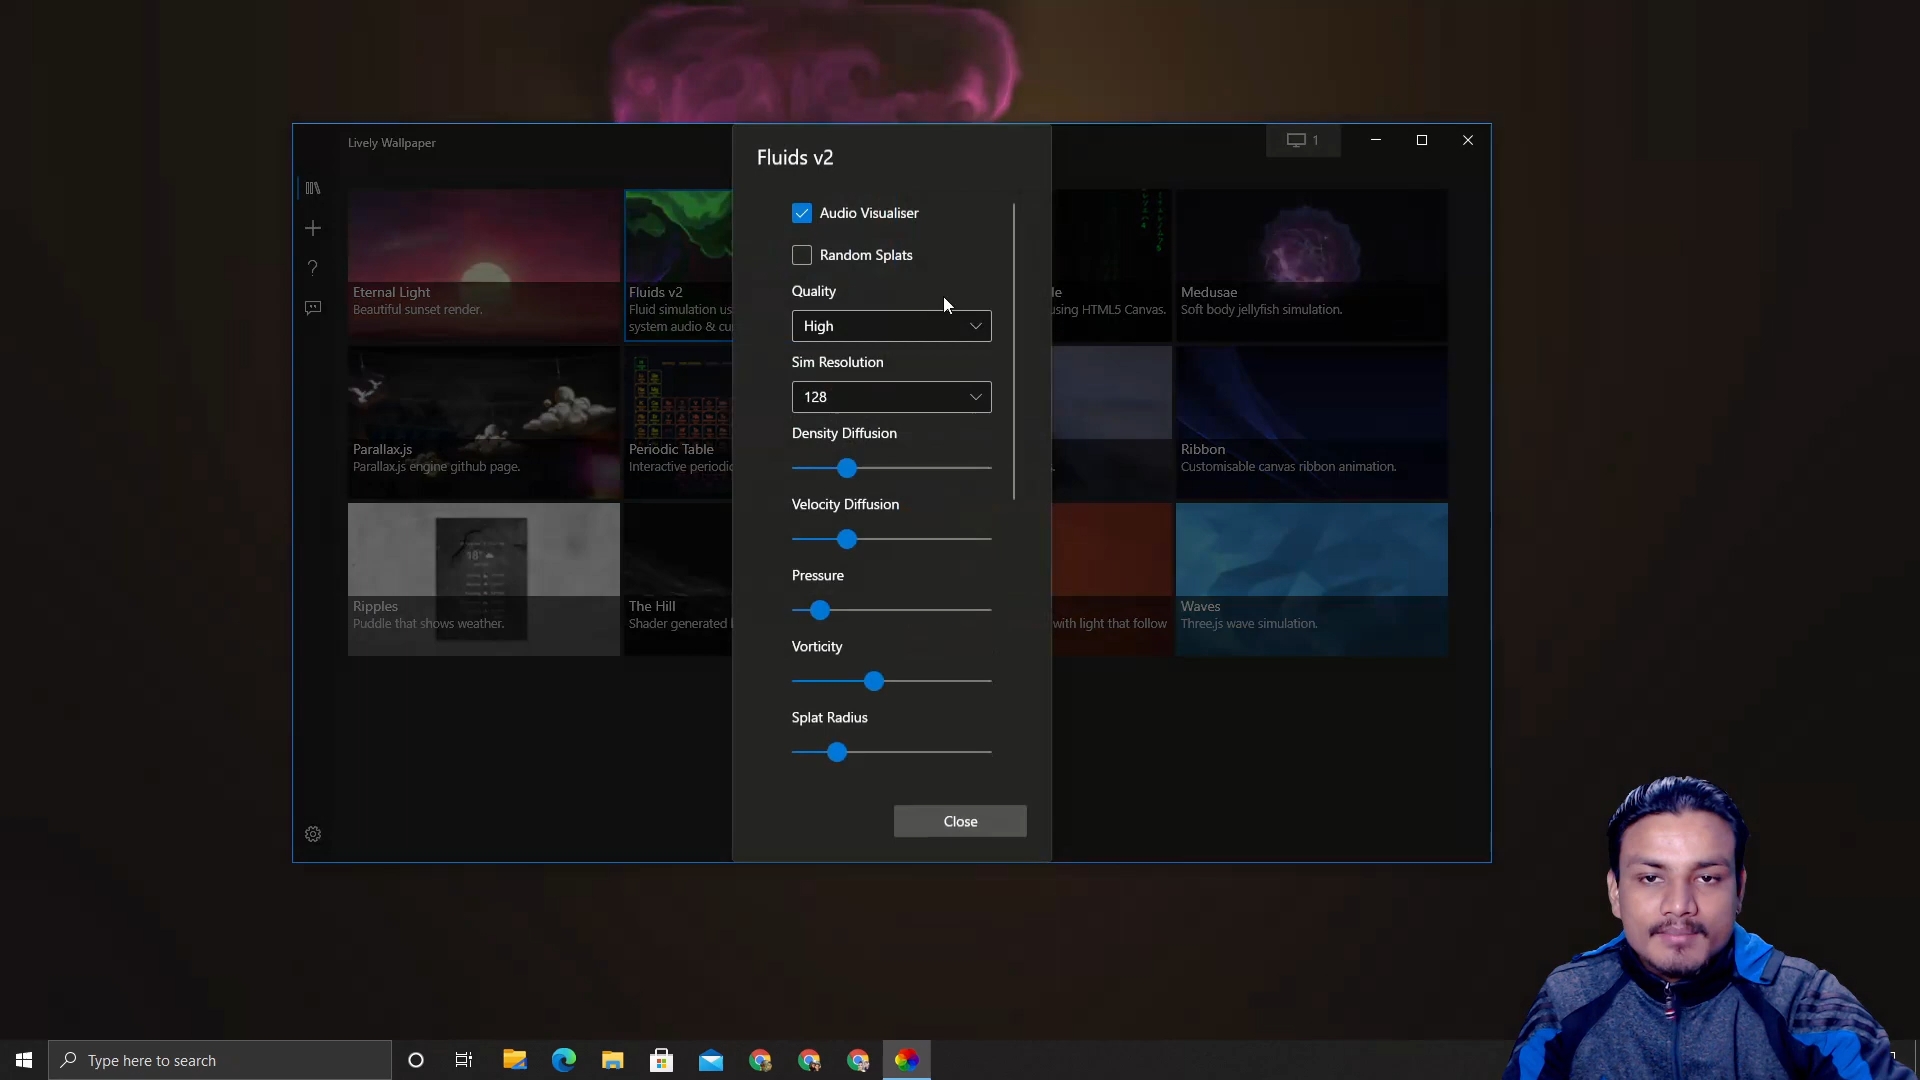 Lively Wallpaper
1
Fluids v2
Audio Visualiser
Random Splats
Quality
High
Sim Resolution
128
Density Diffusion
Velocity Diffusion
Pressure
Vorticity
Splat Radius
Close
Eternal Light
Beautiful sunset render.
Fluids v2
Fluid simulation us
system audio & cu
le
using HTML5 Canvas.
Medusae
Soft body jellyfish simulation.
Parallax.js
Parallax.js engine github page.
Periodic Table
Interactive periodic
Ribbon
Customisable canvas ribbon animation.
Ripples
Puddle that shows weather.
The Hill
Shader generated
with light that follow
Waves
Three.js wave simulation.
Type here to search